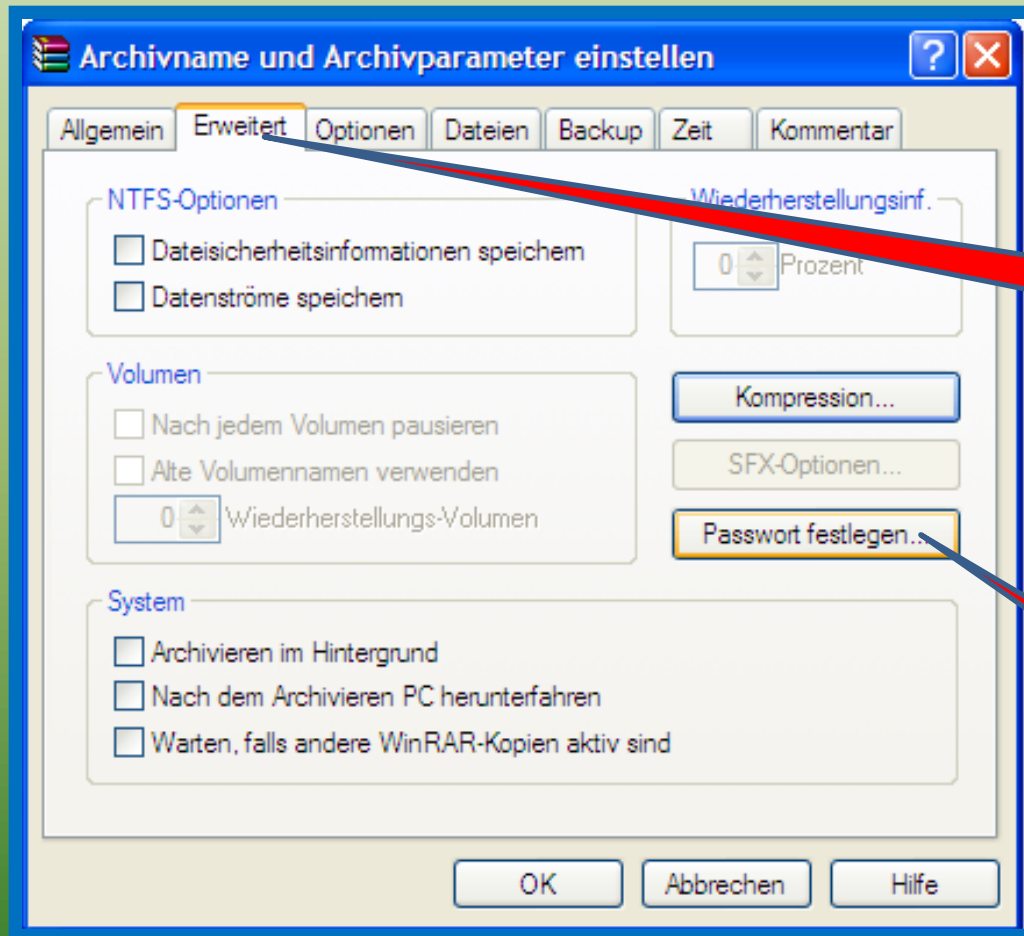 Archivname und Archivparameter einstellen
Allgemein Erweitert Optionen Dateien Backup Zeit Kommentar
NTFS-Optionen
Dateisicherheitsinformationen speichern
Datenströme speichern
Wiederherstellungsinf.
0 Prozent
Volumen
Nach jedem Volumen pausieren
Alte Volumennamen verwenden
0 Wiederherstellungs-Volumen
Kompression...
SFX-Optionen...
Passwort festlegen...
System
Archivieren im Hintergrund
Nach dem Archivieren PC herunterfahren
Warten, falls andere WinRAR-Kopien aktiv sind
OK Abbrechen Hilfe